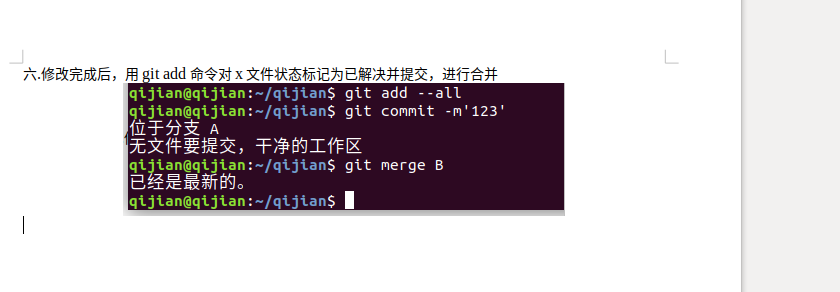 六.修改完成后，用 git add 命令对 x 文件状态标记为已解决并提交，进行合并
qijian@qijian:~/qijian$ git add --all
qijian@qijian:~/qijian$ git commit -m'123'
位于分支 A
无文件要提交，干净的工作区
qijian@qijian:~/qijian$ git merge B
已经是最新的。
qijian@qijian:~/qijian$